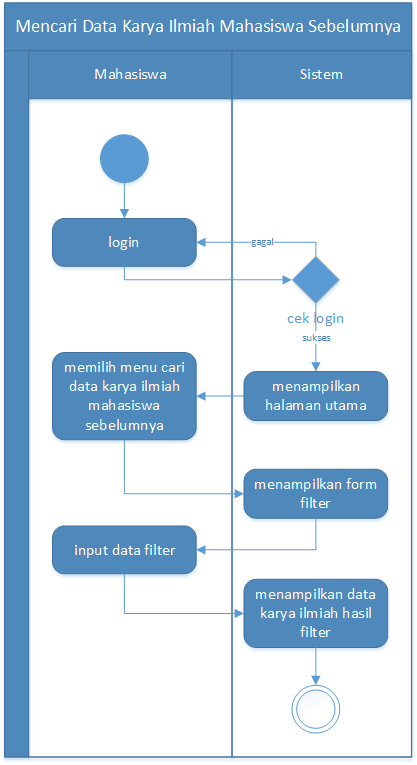 Mencari Data Karya Ilmiah Mahasiswa Sebelumnya
Mahasiswa
Sistem
login
gagal
cek login
sukses
memilih menu cari
data karya ilmiah
mahasiswa
sebelumnya
menampilkan
halaman utama
menampilkan form
filter
input data filter
menampilkan data
karya ilmiah hasil
filter